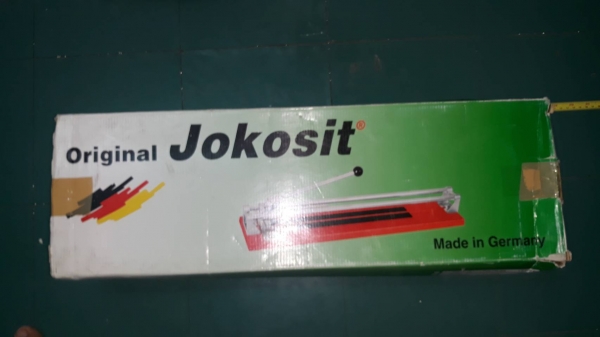 Original Jokosit®
Made in Germany